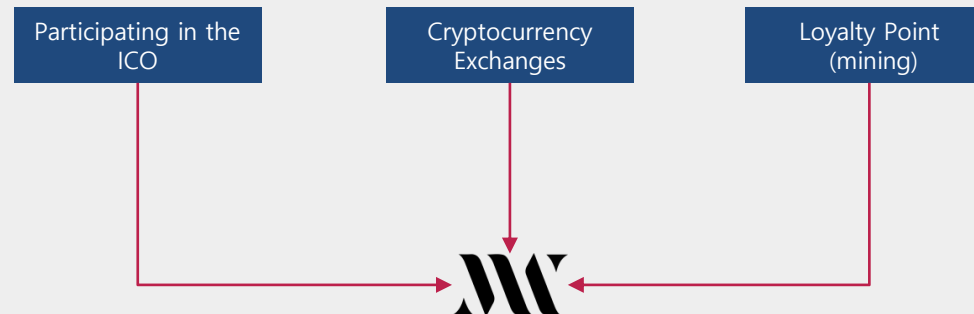 Participating in the
ICO
Cryptocurrency
Exchanges
Loyalty Point
(mining)